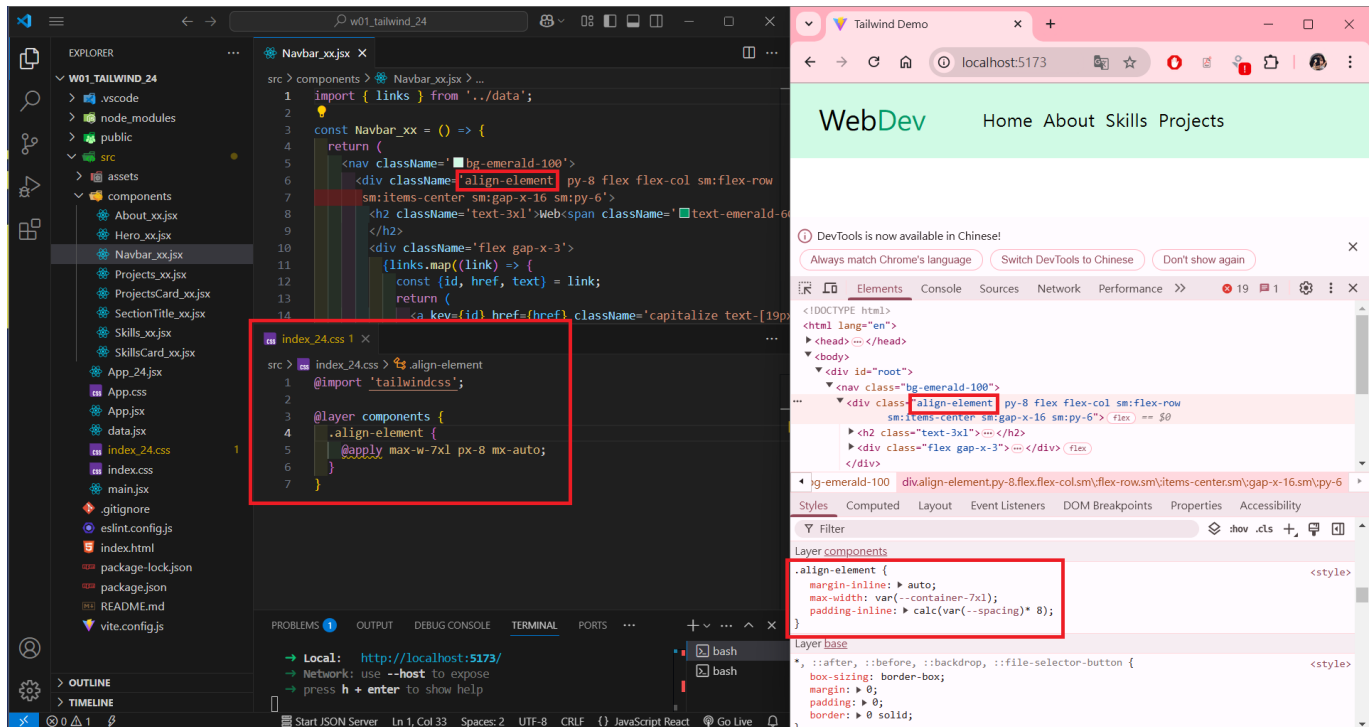 w01_tailwind_24
EXPLORER
W01_TAILWIND_24
.vscode
node_modules
public
src
assets
components
About_xx.jsx
Hero_xx.jsx
Navbar_xx.jsx
Projects_xx.jsx
ProjectsCard_xx.jsx
SectionTitle_xx.jsx
Skills_xx.jsx
SkillsCard_xx.jsx
App_24.jsx
App.css
App.jsx
data.jsx
index_24.css 1
index.css
main.jsx
.gitignore
eslint.config.js
index.html
package-lock.json
package.json
README.md
vite.config.js
OUTLINE
TIMELINE
Navbar_xx.jsx
src > components > Navbar_xx.jsx > ...
1 import { links } from '../data';
2
3 const Navbar_xx = () => {
4 return (
5 <nav className='bg-emerald-100'>
6 <div className='align-element py-8 flex flex-col sm:flex-row
7 sm:items-center sm:gap-x-16 sm:py-6'>
8 <h2 className='text-3xl'>Web<span className='text-emerald-60
9 </h2>
10 <div className='flex gap-x-3'>
11 {links.map((link) => {
12 const {id, href, text} = link;
13 return (
14 <a key={id} href={href} className='capitalize text-[19px
index_24.css 1
src > index_24.css > .align-element
1 @import 'tailwindcss';
2
3 @layer components {
4 .align-element {
5 @apply max-w-7xl px-8 mx-auto;
6 }
7 }
PROBLEMS 1 OUTPUT DEBUG CONSOLE TERMINAL PORTS
→ Local: http://localhost:5173/
→ Network: use --host to expose
→ press h + enter to show help
bash
bash
0 1 Start JSON Server Ln 1, Col 33 Spaces: 2 UTF-8 CRLF {} JavaScript React Go Live
Tailwind Demo
localhost:5173
WebDev Home About Skills Projects
DevTools is now available in Chinese!
Always match Chrome's language Switch DevTools to Chinese Don't show again
Elements Console Sources Network Performance 19 1
<!DOCTYPE html>
<html lang="en">
<head>…</head>
<body>
<div id="root">
<nav class="bg-emerald-100">
<div class="align-element py-8 flex flex-col sm:flex-row
sm:items-center sm:gap-x-16 sm:py-6"> flex == $0
<h2 class="text-3xl">…</h2>
<div class="flex gap-x-3">…</div> flex
</div>
bg-emerald-100 div.align-element.py-8.flex.flex-col.sm\:flex-row.sm\:items-center.sm\:gap-x-16.sm\:py-6
Styles Computed Layout Event Listeners DOM Breakpoints Properties Accessibility
Filter :hov .cls
Layer components
.align-element { <style>
margin-inline: auto;
max-width: var(--container-7xl);
padding-inline: calc(var(--spacing)* 8);
}
Layer base
*, ::after, ::before, ::backdrop, ::file-selector-button { <style>
box-sizing: border-box;
margin: 0;
padding: 0;
border: 0 solid;
}